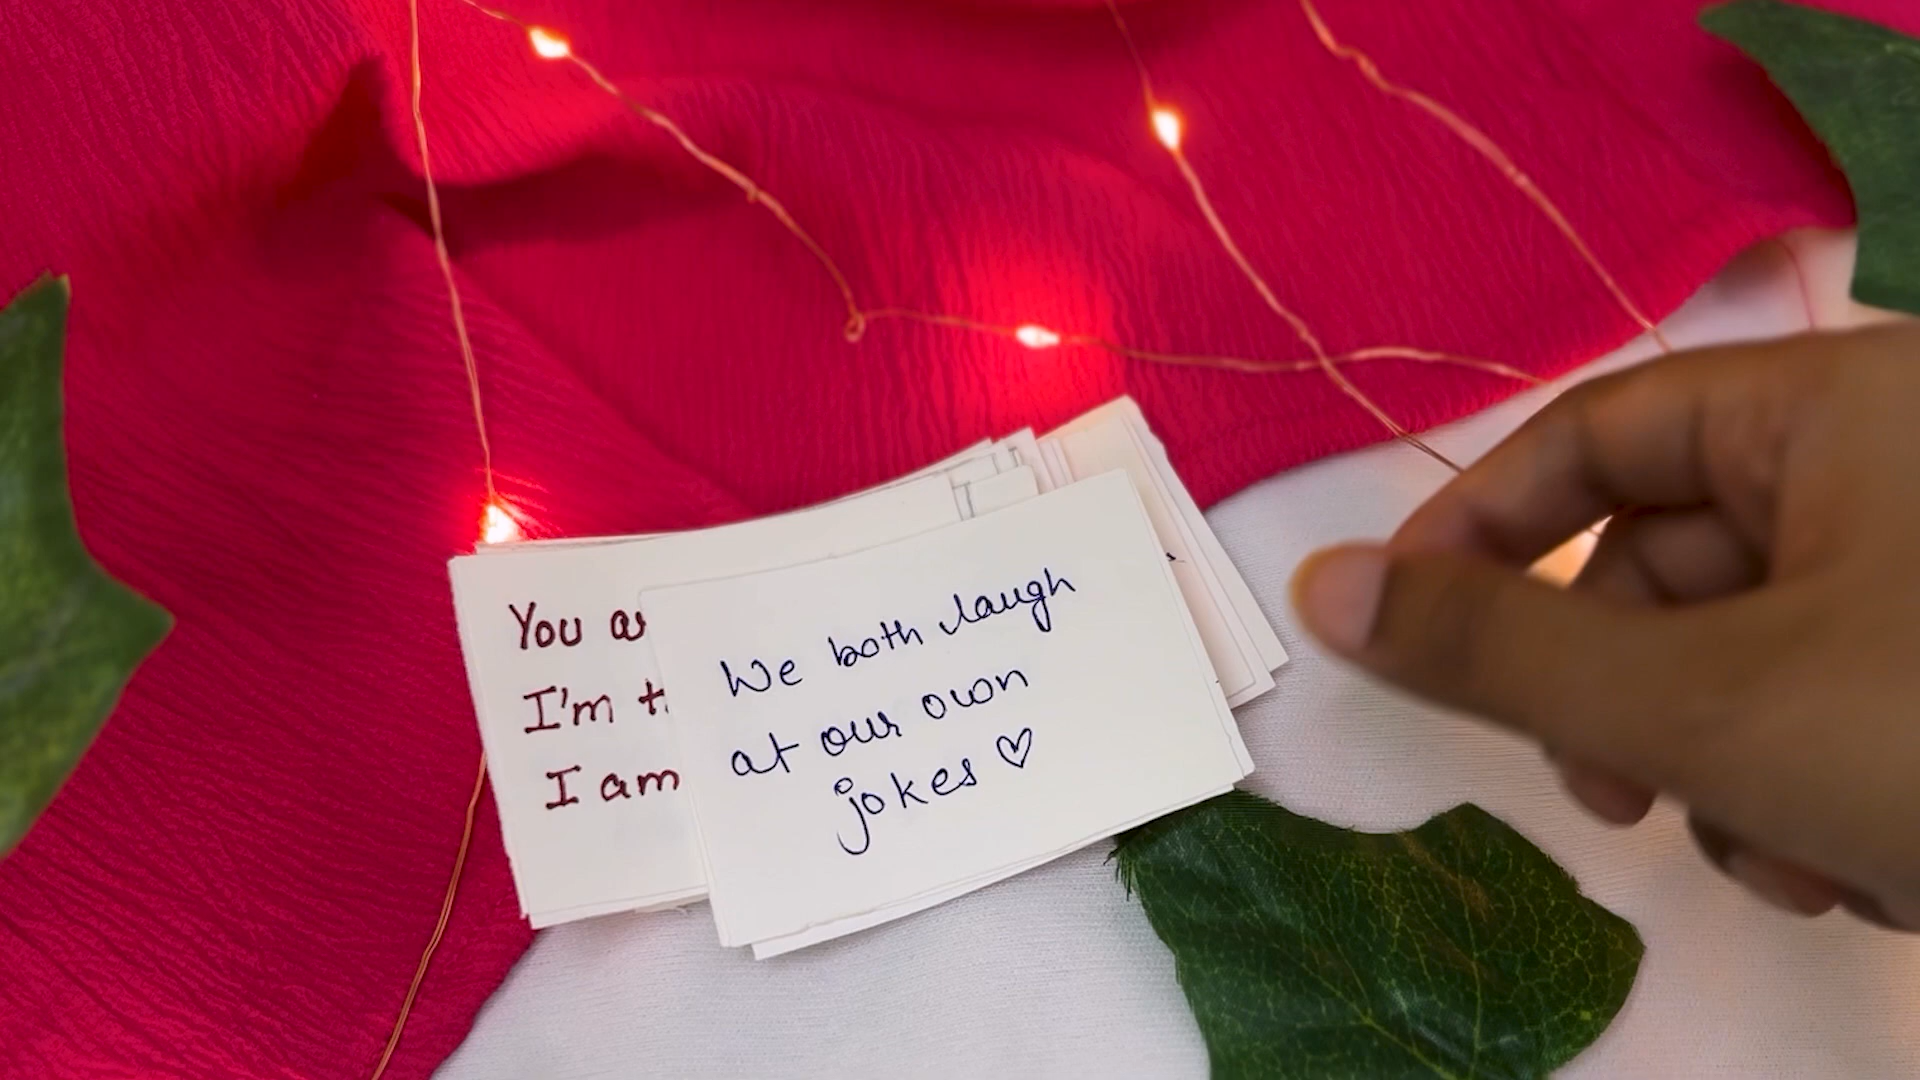 You
I'm
I am
We both laugh
at our own
jokes ♡